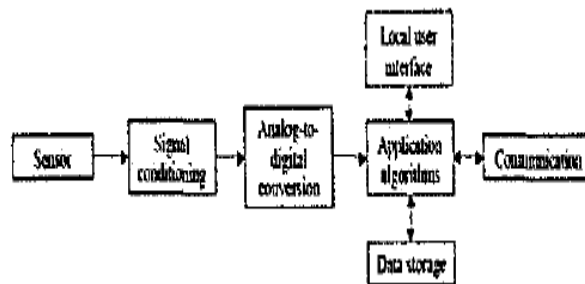 Local user
interface
Sensor
Signal
conditioning
Analog-to-
digital
conversion
Application
algorithms
Communication
Data storage